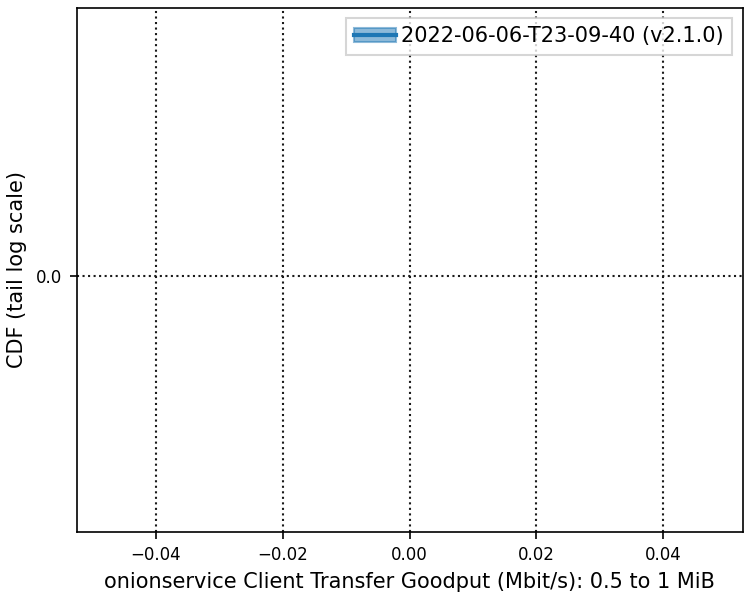 2022-06-06-T23-09-40 (v2.1.0)
CDF (tail log scale)
0.0
−0.04 −0.02 0.00 0.02 0.04
onionservice Client Transfer Goodput (Mbit/s): 0.5 to 1 MiB